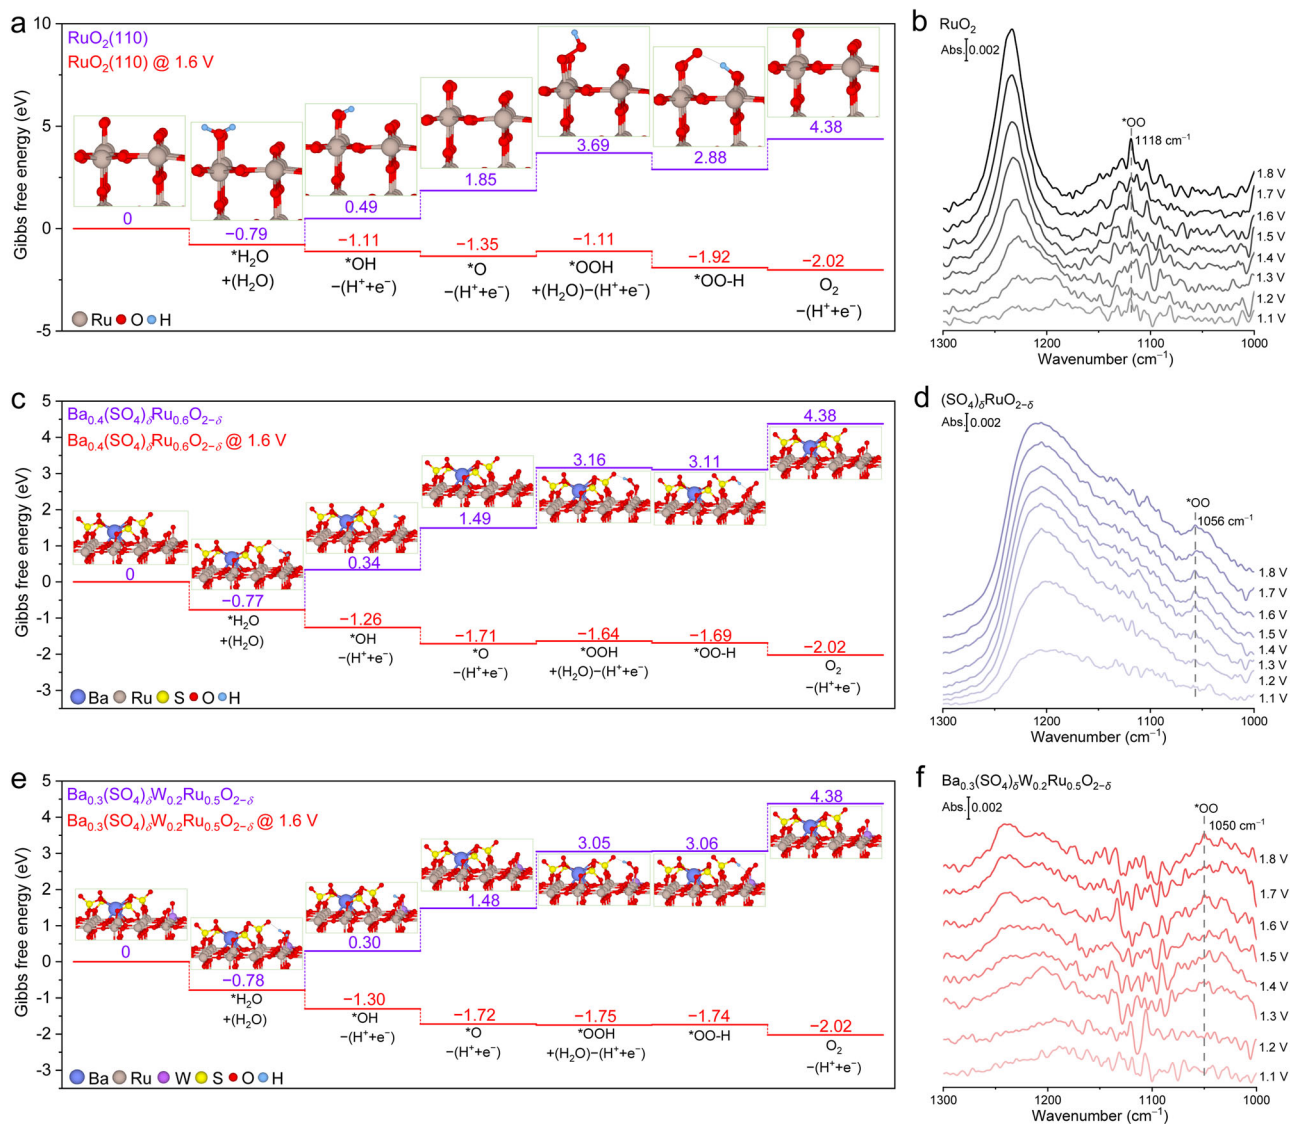 a
RuO₂(110)
RuO₂(110) @ 1.6 V
Gibbs free energy (eV)
10
5
0
-5
0
−0.79
0.49
1.85
3.69
2.88
4.38
−1.11
−1.35
−1.11
−1.92
−2.02
*H₂O
+(H₂O)
*OH
−(H⁺+e⁻)
*O
−(H⁺+e⁻)
*OOH
+(H₂O)−(H⁺+e⁻)
*OO-H
O₂
−(H⁺+e⁻)
Ru O H
b
RuO₂
Abs. 0.002
*OO
1118 cm⁻¹
1.8 V
1.7 V
1.6 V
1.5 V
1.4 V
1.3 V
1.2 V
1.1 V
1300 1200 1100 1000
Wavenumber (cm⁻¹)
c
Ba₀.₄(SO₄)δRu₀.₆O₂₋δ
Ba₀.₄(SO₄)δRu₀.₆O₂₋δ @ 1.6 V
Gibbs free energy (eV)
5
4
3
2
1
0
-1
-2
-3
0
−0.77
0.34
1.49
3.16
3.11
4.38
−1.26
−1.71
−1.64
−1.69
−2.02
*H₂O
+(H₂O)
*OH
−(H⁺+e⁻)
*O
−(H⁺+e⁻)
*OOH
+(H₂O)−(H⁺+e⁻)
*OO-H
O₂
−(H⁺+e⁻)
Ba Ru S O H
d
(SO₄)δRuO₂₋δ
Abs. 0.002
*OO
1056 cm⁻¹
1.8 V
1.7 V
1.6 V
1.5 V
1.4 V
1.3 V
1.2 V
1.1 V
1300 1200 1100 1000
Wavenumber (cm⁻¹)
e
Ba₀.₃(SO₄)δW₀.₂Ru₀.₅O₂₋δ
Ba₀.₃(SO₄)δW₀.₂Ru₀.₅O₂₋δ @ 1.6 V
Gibbs free energy (eV)
5
4
3
2
1
0
-1
-2
-3
0
−0.78
0.30
1.48
3.05
3.06
4.38
−1.30
−1.72
−1.75
−1.74
−2.02
*H₂O
+(H₂O)
*OH
−(H⁺+e⁻)
*O
−(H⁺+e⁻)
*OOH
+(H₂O)−(H⁺+e⁻)
*OO-H
O₂
−(H⁺+e⁻)
Ba Ru W S O H
f
Ba₀.₃(SO₄)δW₀.₂Ru₀.₅O₂₋δ
Abs. 0.002
*OO
1050 cm⁻¹
1.8 V
1.7 V
1.6 V
1.5 V
1.4 V
1.3 V
1.2 V
1.1 V
1300 1200 1100 1000
Wavenumber (cm⁻¹)